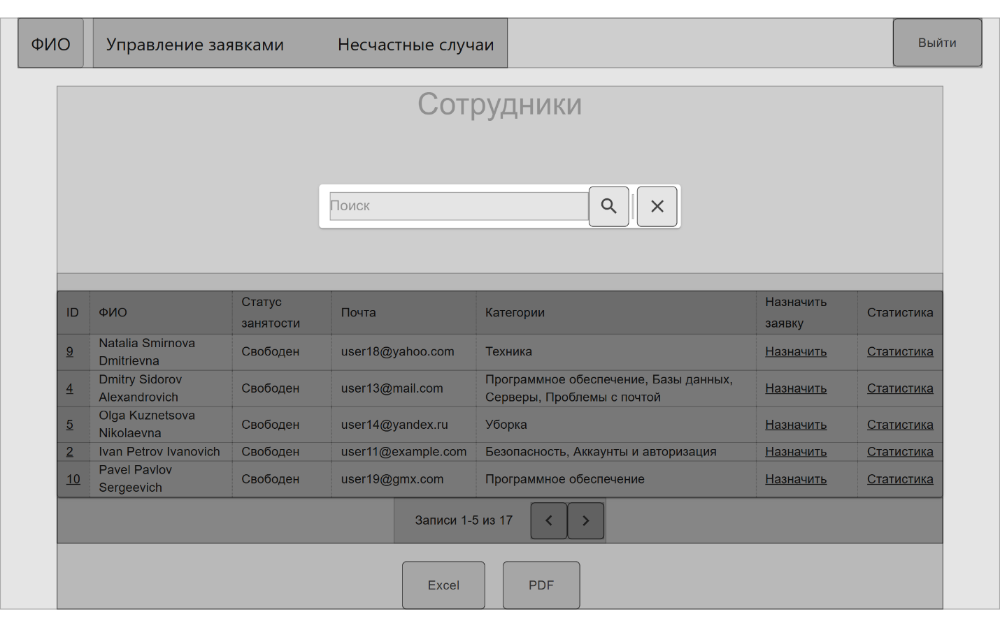 ФИО Управление заявками Несчастные случаи Выйти
Сотрудники
Поиск
ID ФИО Статус занятости Почта Категории Назначить заявку Статистика
9 Natalia Smirnova Dmitrievna Свободен user18@yahoo.com Техника Назначить Статистика
4 Dmitry Sidorov Alexandrovich Свободен user13@mail.com Программное обеспечение, Базы данных, Серверы, Проблемы с почтой Назначить Статистика
5 Olga Kuznetsova Nikolaevna Свободен user14@yandex.ru Уборка Назначить Статистика
2 Ivan Petrov Ivanovich Свободен user11@example.com Безопасность, Аккаунты и авторизация Назначить Статистика
10 Pavel Pavlov Sergeevich Свободен user19@gmx.com Программное обеспечение Назначить Статистика
Записи 1-5 из 17
Excel PDF